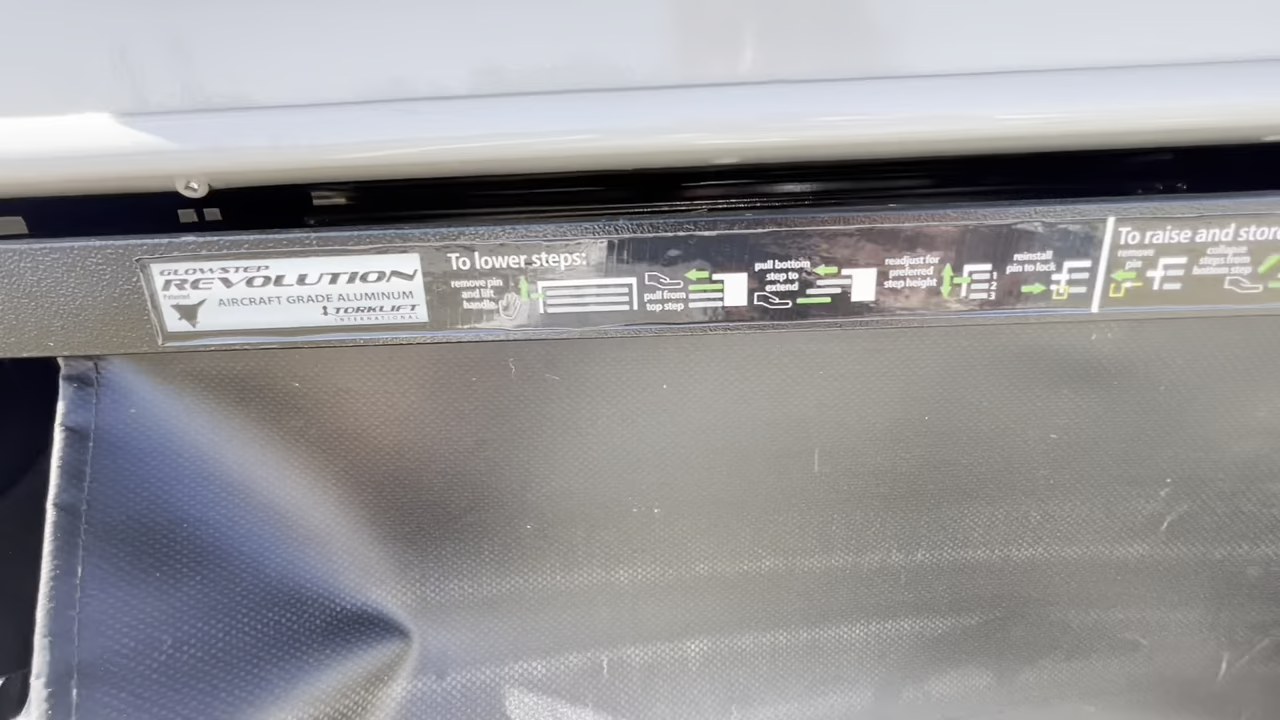 GLOWSTEP
REVOLUTION
AIRCRAFT GRADE ALUMINUM
TORKLIFT
INTERNATIONAL
To lower steps:
remove pin
and lift
handle
pull from
top step
pull bottom
step to
extend
readjust for
preferred
step height
1
2
3
reinstall
pin to lock
To raise and store
remove
pin
collapse
steps from
bottom step